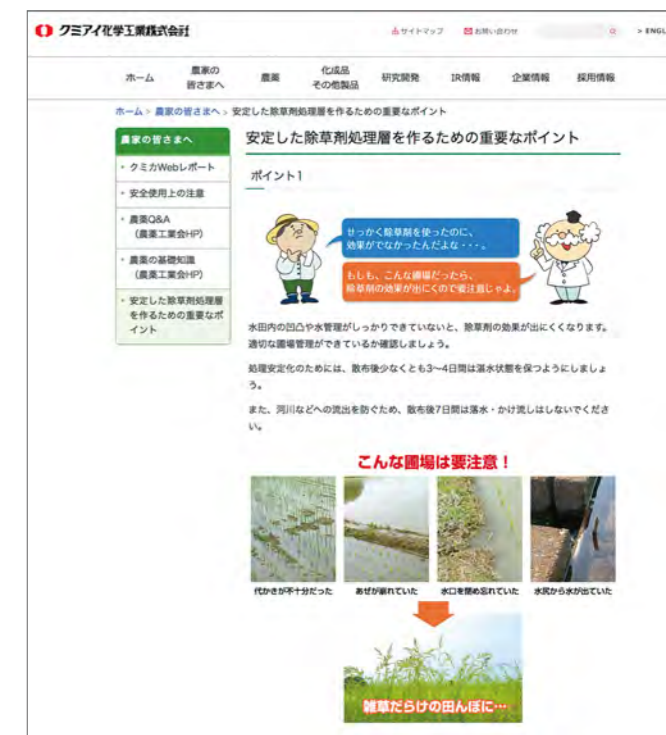 クミアイ化学工業株式会社
サイトマップ
お問い合わせ
> ENGL
ホーム
農家の
皆さまへ
農薬
化成品
その他製品
研究開発
IR情報
企業情報
採用情報
ホーム > 農家の皆さまへ > 安定した除草剤処理層を作るための重要なポイント
農家の皆さまへ
クミカWebレポート
安全使用上の注意
農薬Q&A
（農薬工業会HP）
農薬の基礎知識
（農薬工業会HP）
安定した除草剤処理層
を作るための重要なポ
イント
安定した除草剤処理層を作るための重要なポイント
ポイント1
せっかく除草剤を使ったのに、
効果がでなかったんだよな・・・。
もしも、こんな圃場だったら、
除草剤の効果が出にくので要注意じゃよ。
水田内の凹凸や水管理がしっかりできていないと、除草剤の効果が出にくくなります。
適切な圃場管理ができているか確認しましょう。
処理安定化のためには、散布後少なくとも3〜4日間は湛水状態を保つようにしましょ
う。
また、河川などへの流出を防ぐため、散布後7日間は落水・かけ流しはしないでくださ
い。
こんな圃場は要注意！
代かきが不十分だった
あぜが崩れていた
水口を閉め忘れていた
水尻から水が出ていた
雑草だらけの田んぼに…